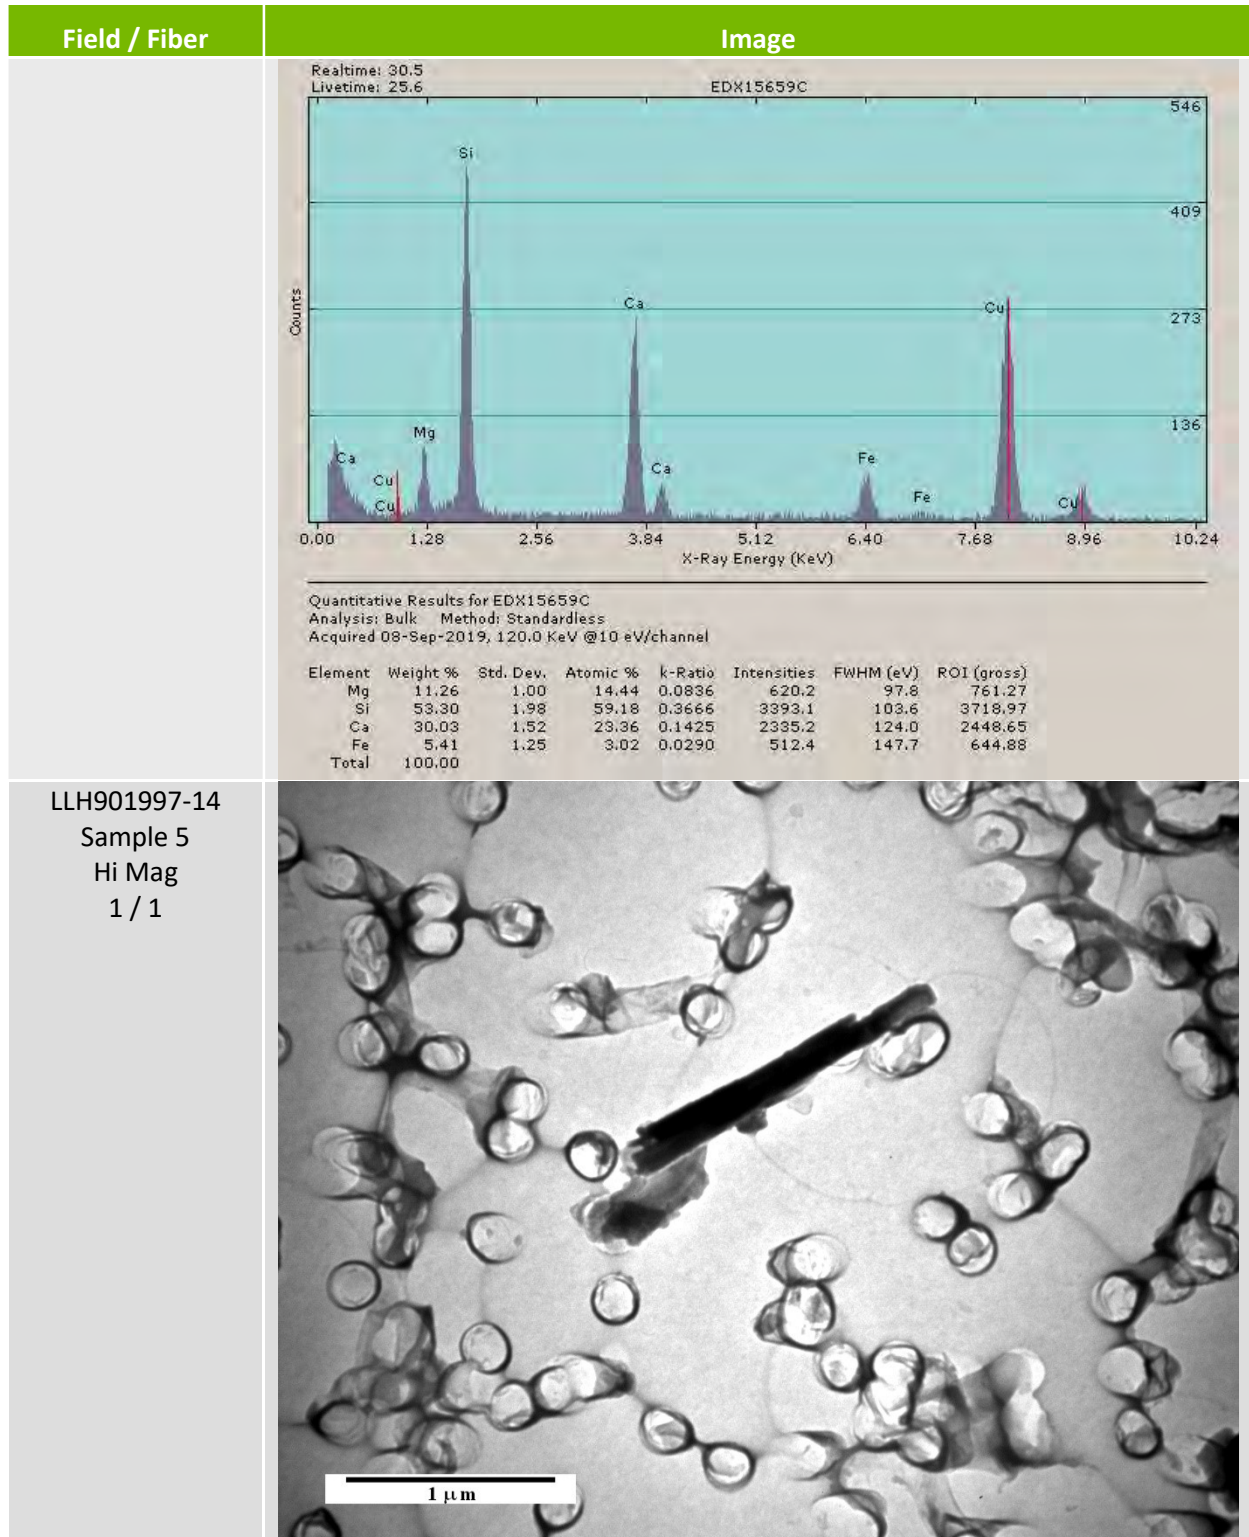 Field / Fiber Image
Realtime: 30.5
Livetime: 25.6 EDX15659C
546
409
273
136
Counts
Si
Ca
Cu
Mg
Ca
Cu
Cu
Ca
Fe
Fe
Cu
0.00 1.28 2.56 3.84 5.12 6.40 7.68 8.96 10.24
X-Ray Energy (KeV)
Quantitative Results for EDX15659C
Analysis: Bulk Method: Standardless
Acquired 08-Sep-2019, 120.0 KeV @10 eV/channel
Element Weight % Std. Dev. Atomic % k-Ratio Intensities FWHM (eV) ROI (gross)
Mg 11.26 1.00 14.44 0.0836 620.2 97.8 761.27
Si 53.30 1.98 59.18 0.3666 3393.1 103.6 3718.97
Ca 30.03 1.52 23.36 0.1425 2335.2 124.0 2448.65
Fe 5.41 1.25 3.02 0.0290 512.4 147.7 644.88
Total 100.00
LLH901997-14
Sample 5
Hi Mag
1 / 1
1 μm